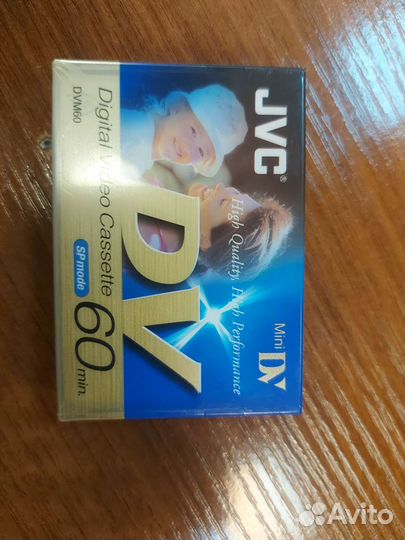 JVC®
High Quality, High Performance
Mini DV
DV
Digital Video Cassette
DVM60
SP mode
60 min.
Avito